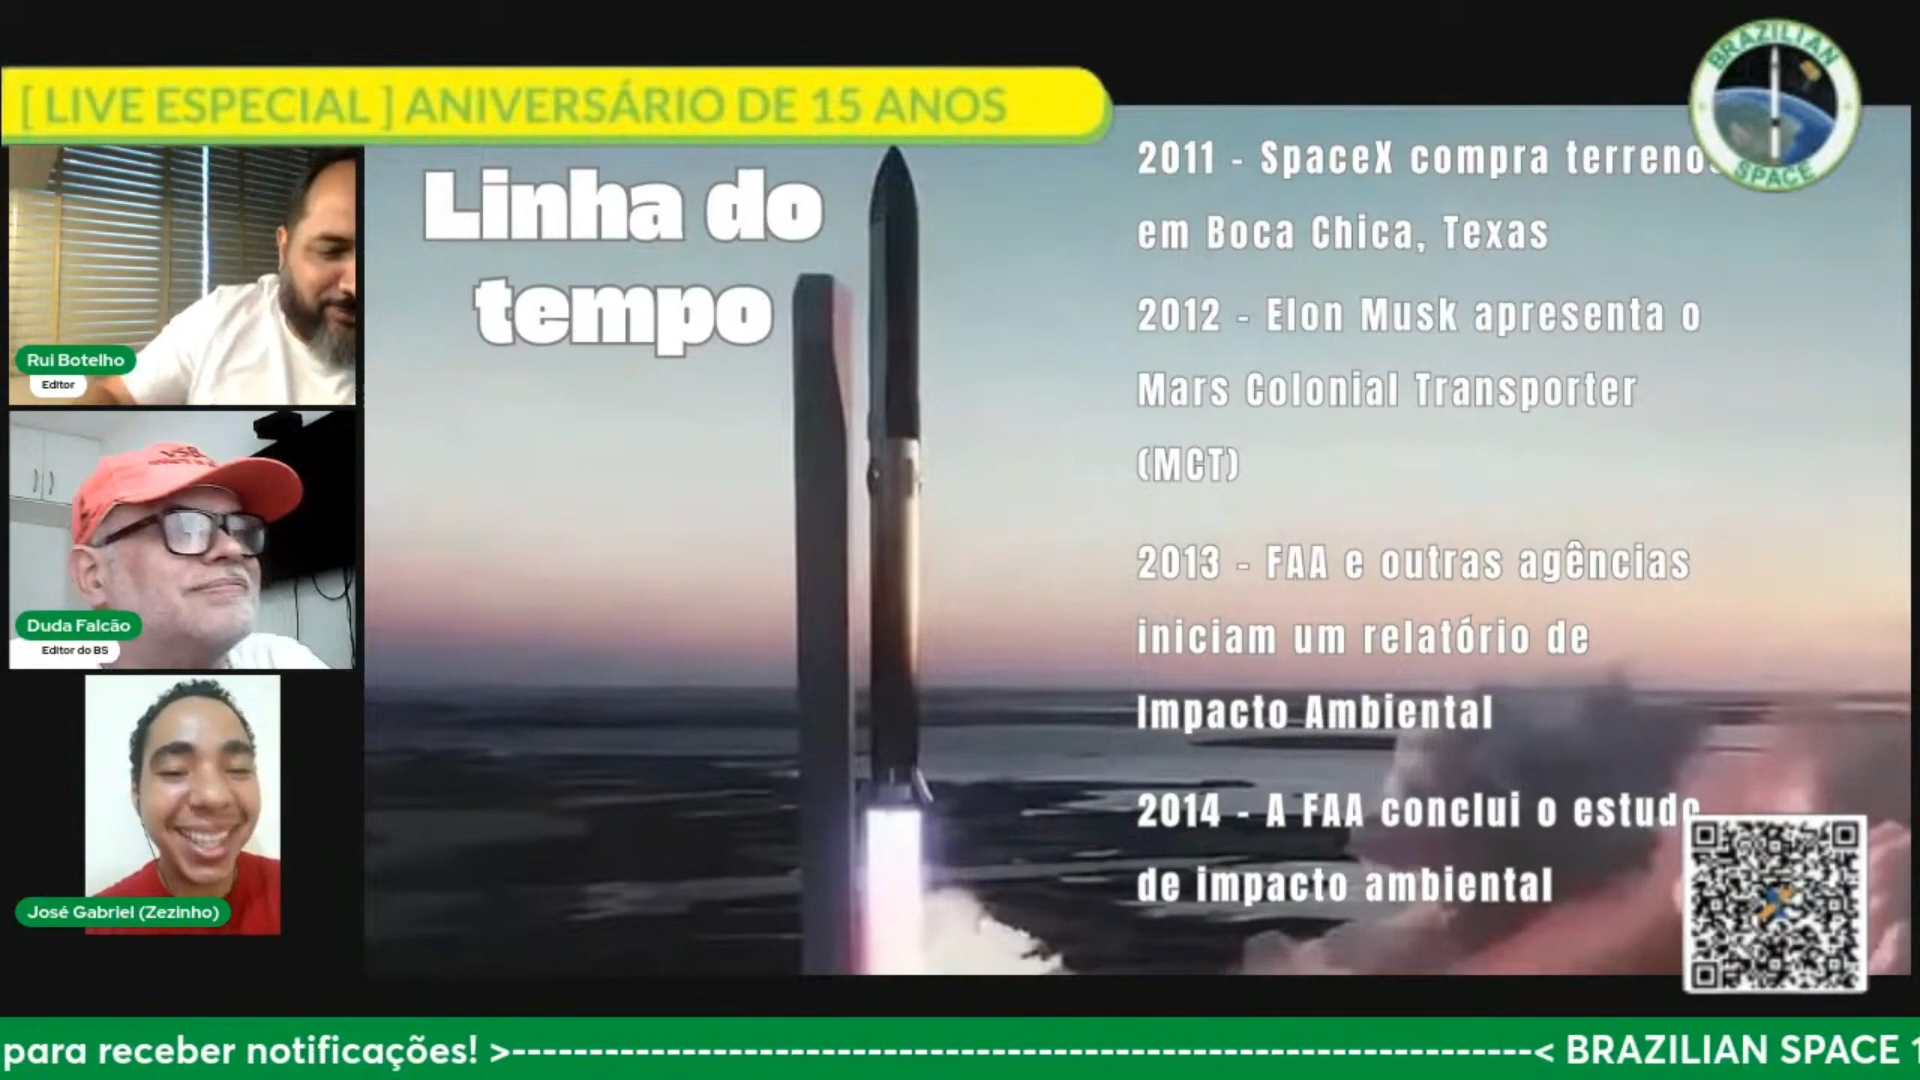 [ LIVE ESPECIAL ] ANIVERSÁRIO DE 15 ANOS
BRAZILIAN
SPACE
Linha do
tempo
2011 - SpaceX compra terrenos
em Boca Chica, Texas
2012 - Elon Musk apresenta o
Mars Colonial Transporter
(MCT)
2013 - FAA e outras agências
iniciam um relatório de
Impacto Ambiental
2014 - A FAA conclui o estudo
de impacto ambiental
Rui Botelho
Editor
Duda Falcão
Editor do BS
José Gabriel (Zezinho)
para receber notificações! >----------------------------------------------------------------------< BRAZILIAN SPACE 1